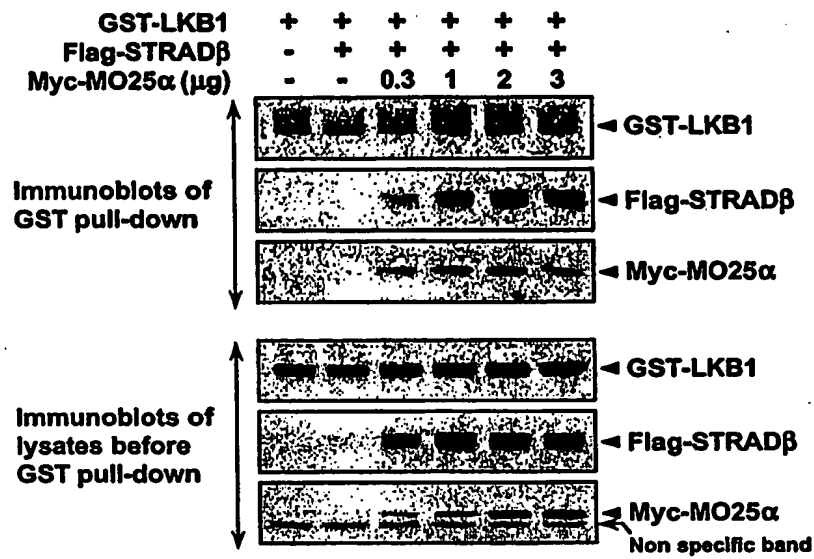 GST-LKB1 + + + + + +
Flag-STRADβ - + + + + +
Myc-MO25α (μg) - - 0.3 1 2 3
GST-LKB1
Immunoblots of
GST pull-down
Flag-STRADβ
Myc-MO25α
GST-LKB1
Immunoblots of
lysates before
GST pull-down
Flag-STRADβ
Myc-MO25α
Non specific band